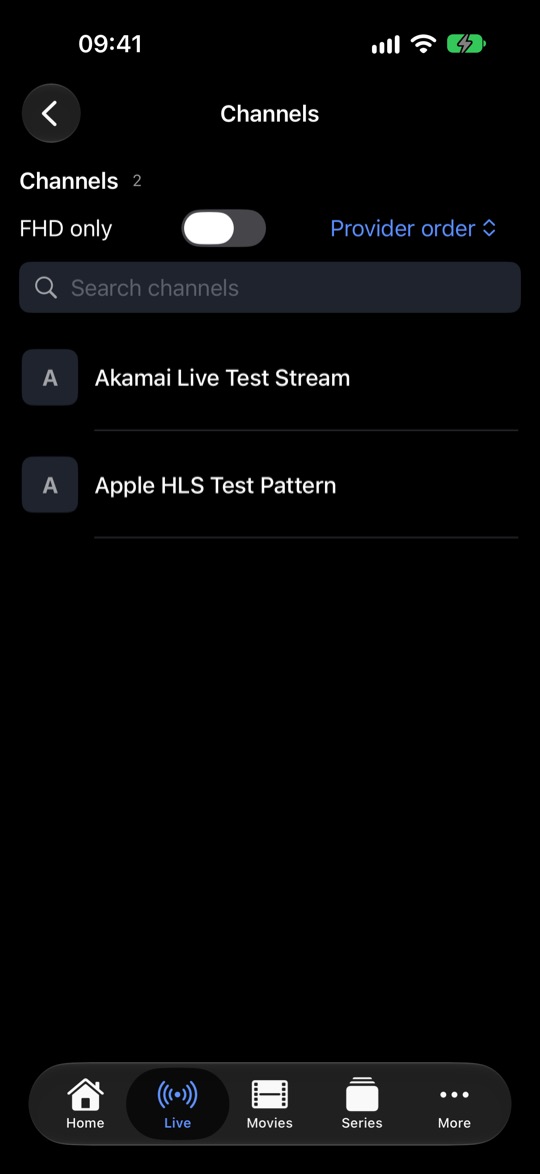 09:41
Channels
Channels 2
FHD only
Provider order
Search channels
A
Akamai Live Test Stream
A
Apple HLS Test Pattern
Home
Live
Movies
Series
More